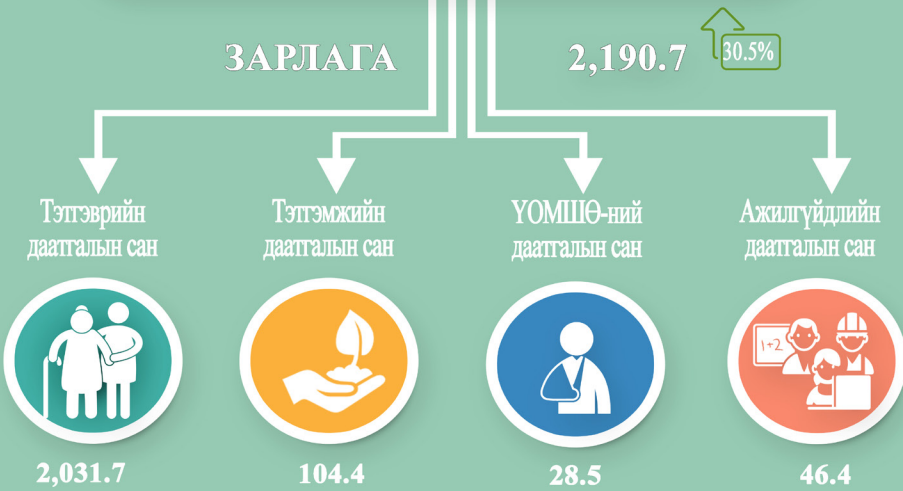 ЗАРЛАГА 2,190.7 30.5%
Тэтгэврийн
даатгалын сан
Тэтгэмжийн
даатгалын сан
ҮОМШӨ-ний
даатгалын сан
Ажилгүйдлийн
даатгалын сан
1+2
2,031.7
104.4
28.5
46.4